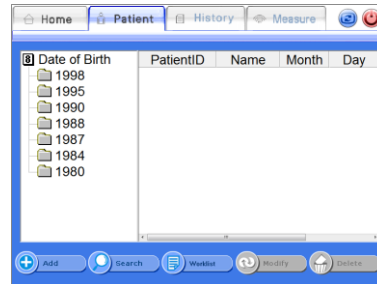 Home Patient History Measure
8 Date of Birth PatientID Name Month Day
1998
1995
1990
1988
1987
1984
1980
Add Search Worklist Modify Delete